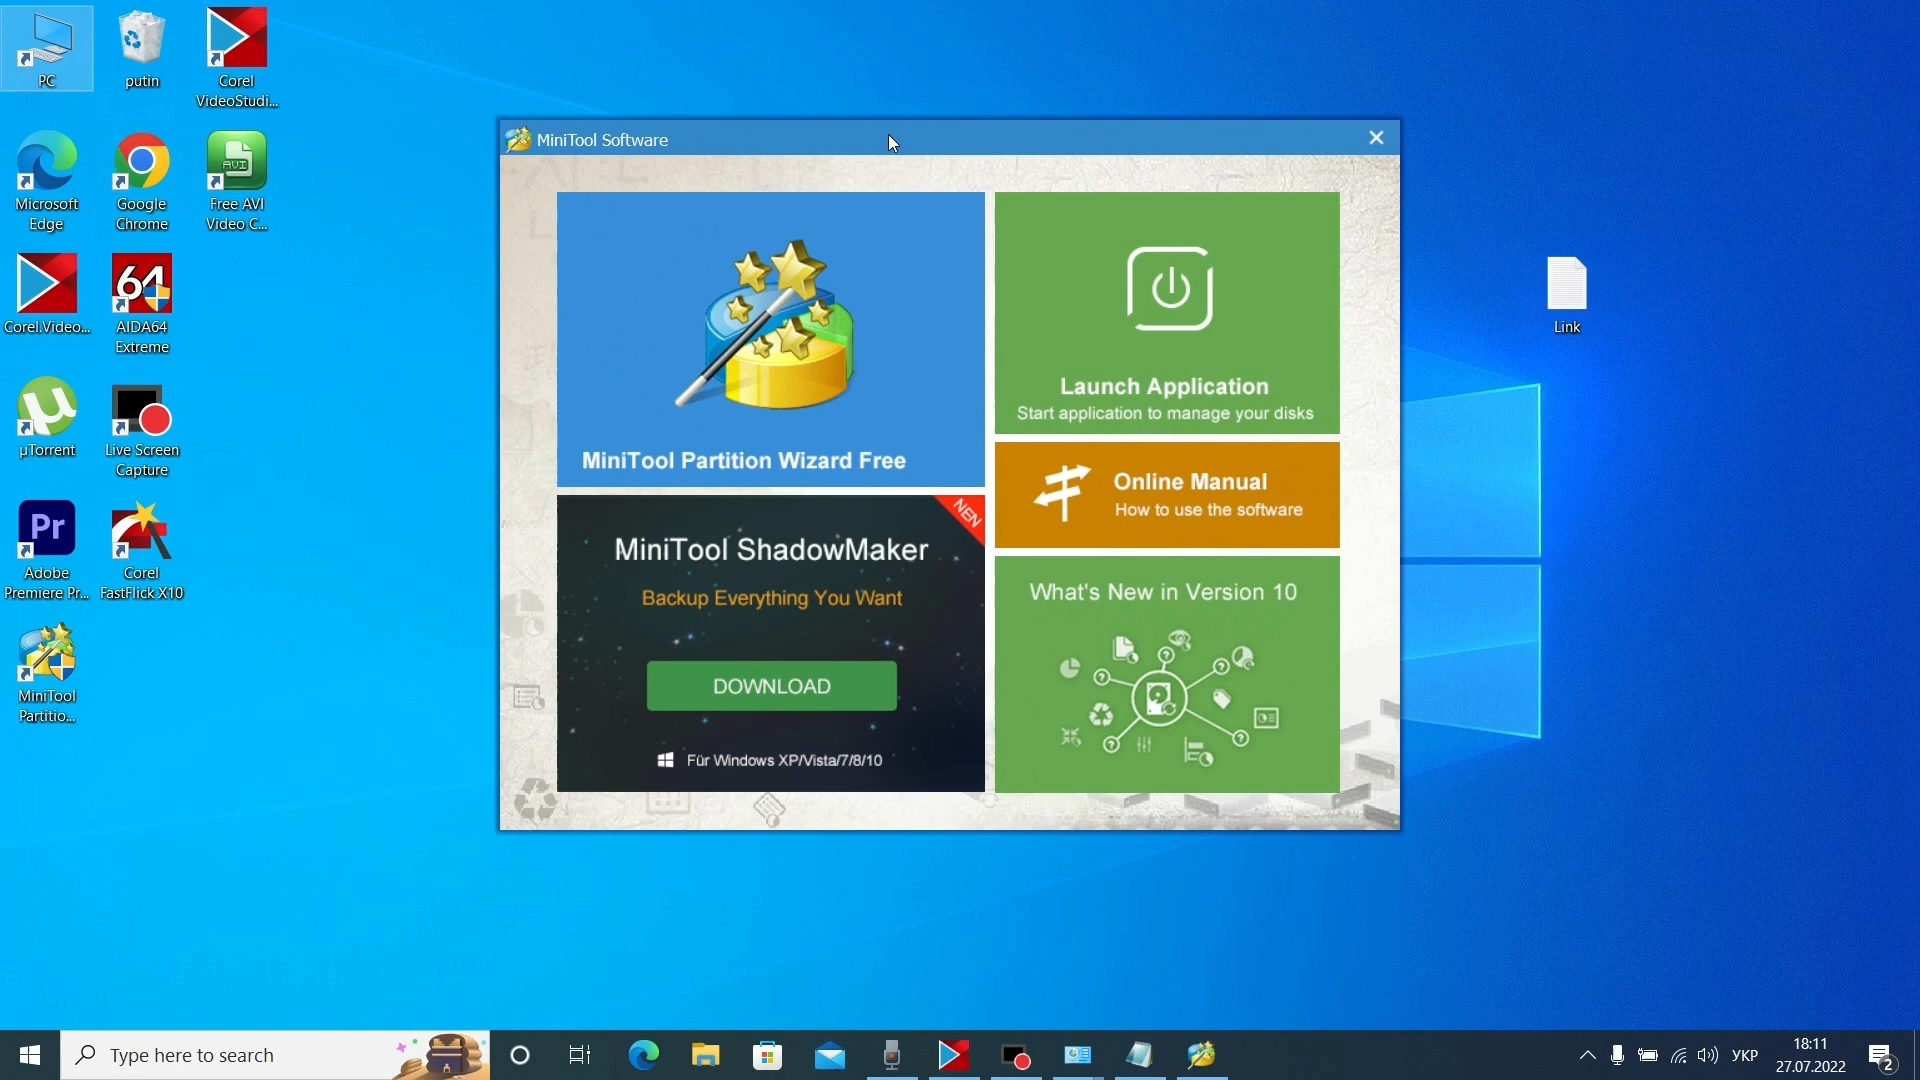 PC
putin
Corel
VideoStudi...
Microsoft
Edge
Google
Chrome
AVI
Free AVI
Video C...
Corel.Video...
64
AIDA64
Extreme
µTorrent
Live Screen
Capture
Pr
Adobe
Premiere Pr...
Corel
FastFlick X10
MiniTool
Partitio...
MiniTool Software
MiniTool Partition Wizard Free
Launch Application
Start application to manage your disks
Online Manual
How to use the software
NEN
MiniTool ShadowMaker
Backup Everything You Want
DOWNLOAD
Für Windows XP/Vista/7/8/10
What's New in Version 10
Link
Type here to search
УКР
18:11
27.07.2022
2